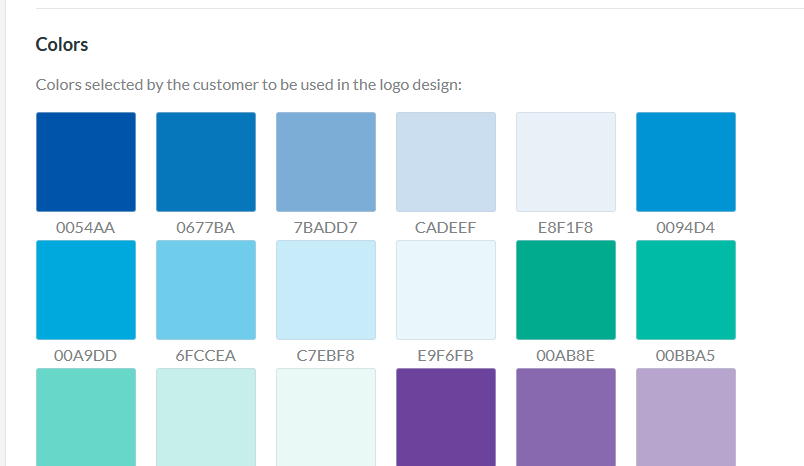 Colors
Colors selected by the customer to be used in the logo design:
0054AA 0677BA 7BADD7 CADEEF E8F1F8 0094D4
00A9DD 6FCCEA C7EBF8 E9F6FB 00AB8E 00BBA5